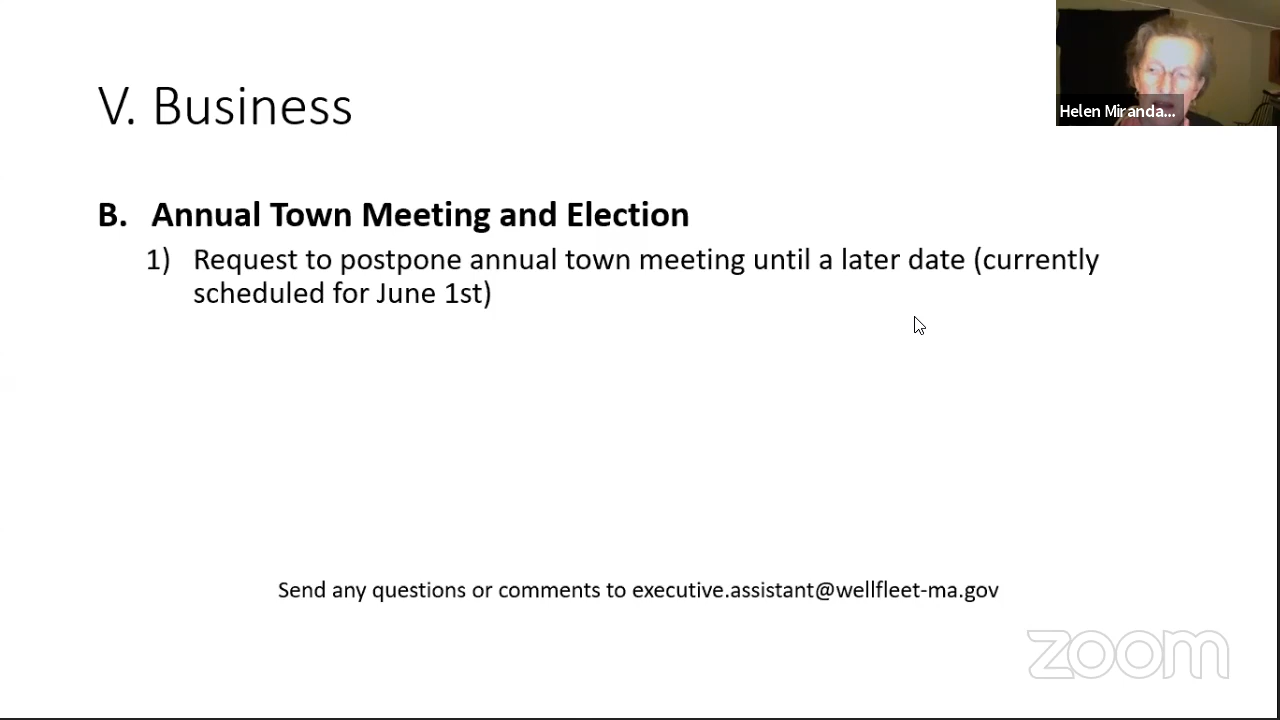 Helen Miranda...
V. Business
B. Annual Town Meeting and Election
1) Request to postpone annual town meeting until a later date (currently
scheduled for June 1st)
Send any questions or comments to executive.assistant@wellfleet-ma.gov
zoom